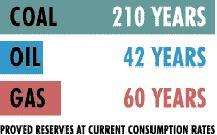 COAL 210 YEARS
OIL 42 YEARS
GAS 60 YEARS
PROVED RESERVES AT CURRENT CONSUMPTION RATES